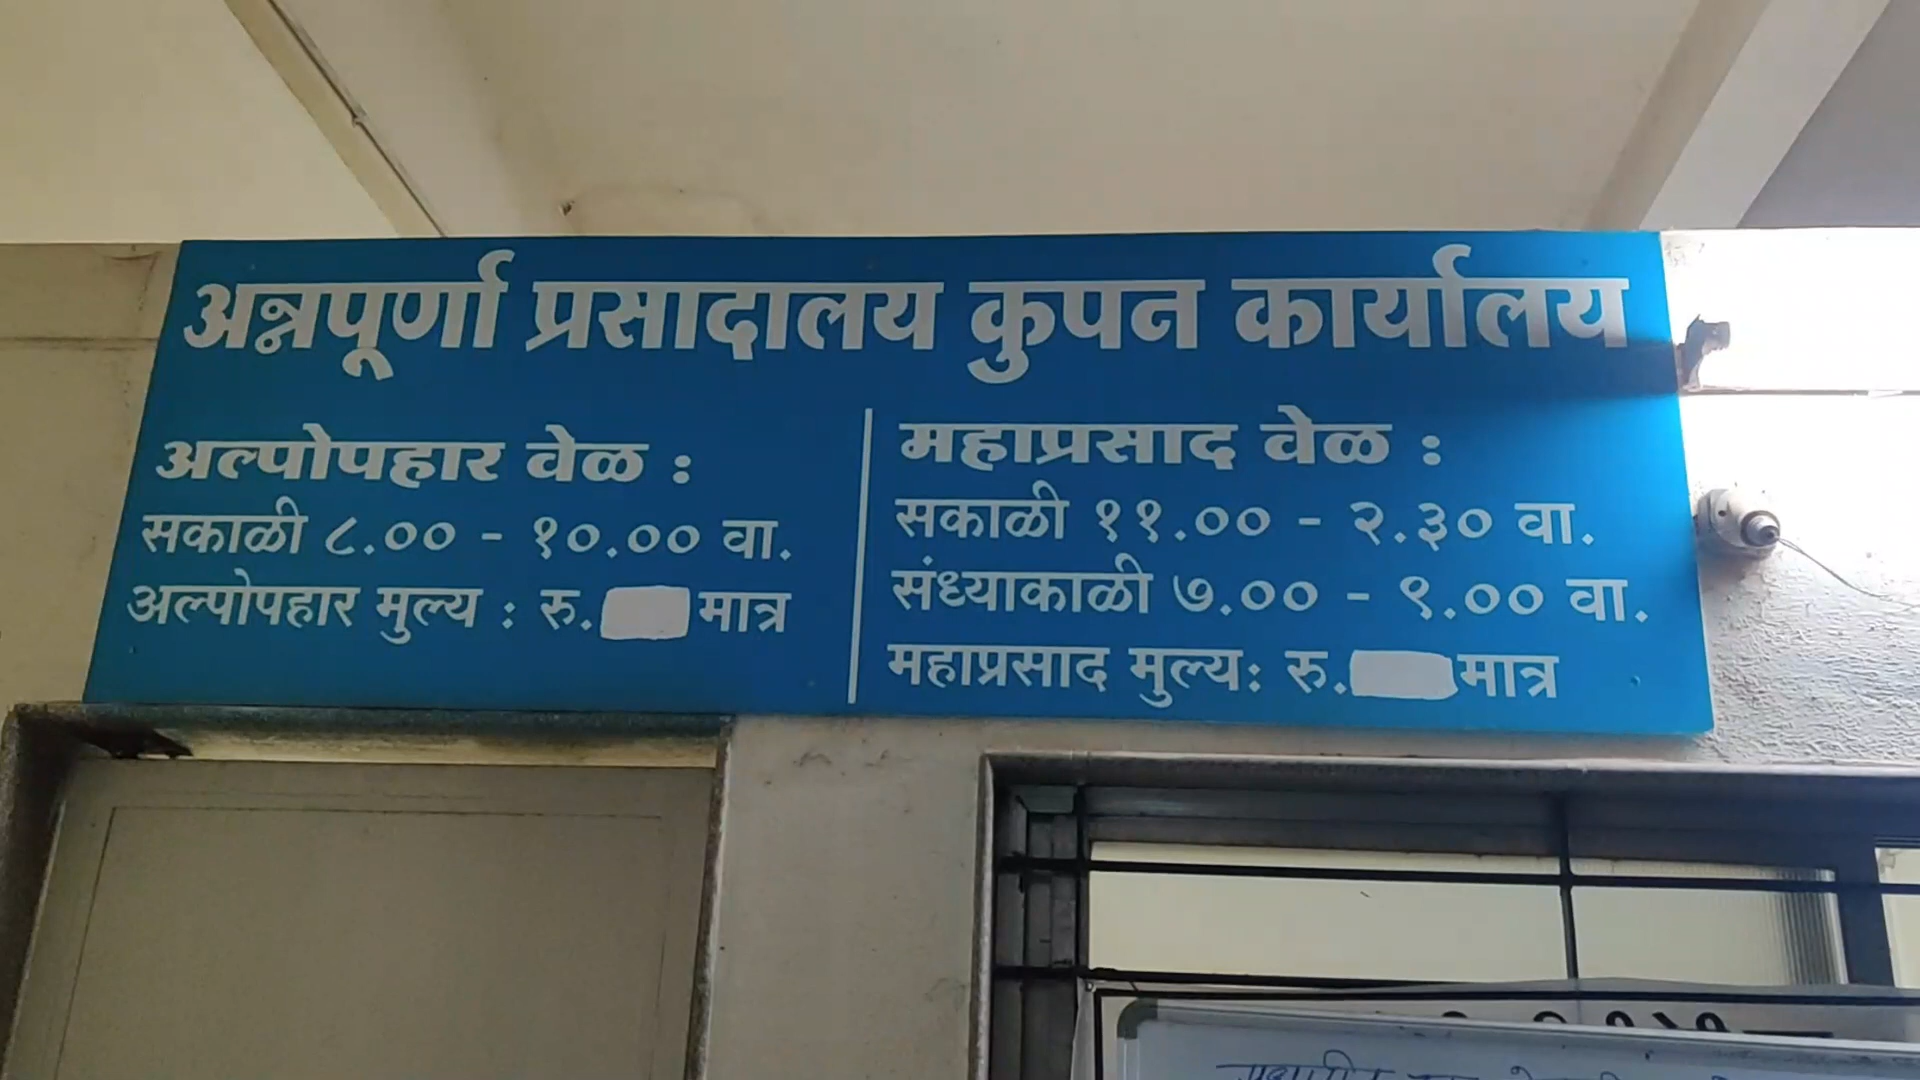 अन्नपूर्णा प्रसादालय कुपन कार्यालय
अल्पोपहार वेळ :
सकाळी ८.०० - १०.०० वा.
अल्पोपहार मुल्य : रु. मात्र
महाप्रसाद वेळ :
सकाळी ११.०० - २.३० वा.
संध्याकाळी ७.०० - ९.०० वा.
महाप्रसाद मुल्य: रु. मात्र